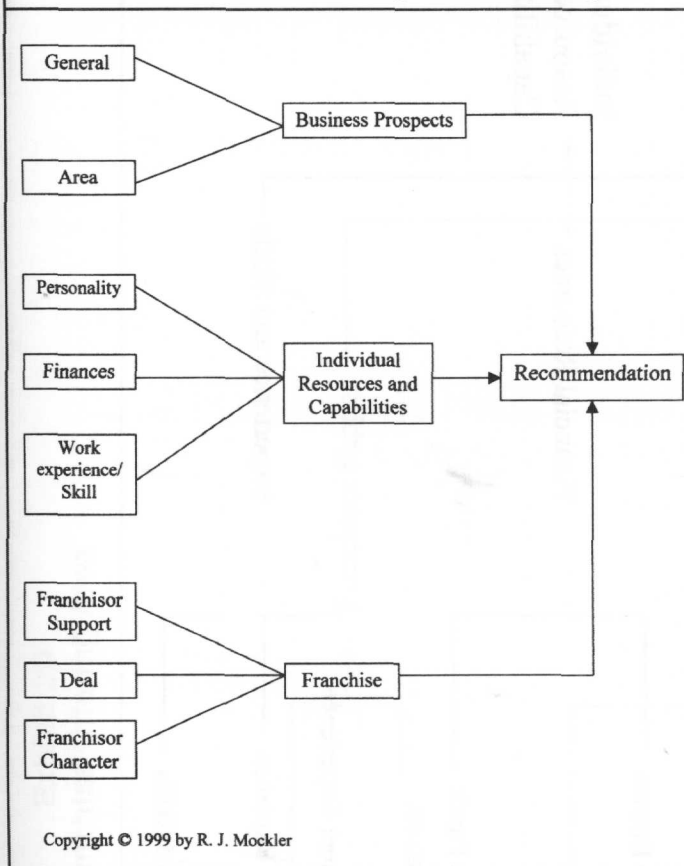 General
Area
Business Prospects
Personality
Finances
Work
experience/
Skill
Individual
Resources and
Capabilities
Recommendation
Franchisor
Support
Deal
Franchisor
Character
Franchise
Copyright © 1999 by R. J. Mockler